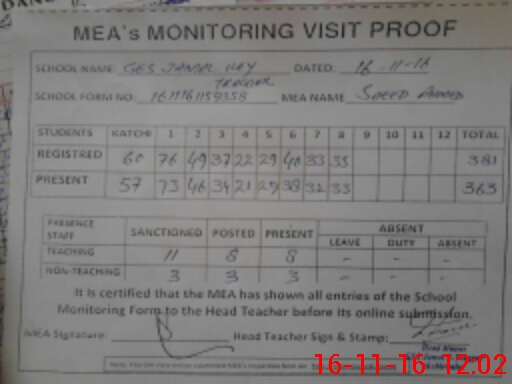 MEA's MONITORING VISIT PROOF
SCHOOL NAME GES JAMAL DATED: 16-11-16
SCHOOL FORM NO: MEA NAME SAEED AHMED
STUDENTS KATCHI 1 2 3 4 5 6 7 8 9 10 11 12 TOTAL
REGISTRED 60 76 49 37 22 29 40 33 35 381
PRESENT 57 73 46 34 21 29 38 32 33 363
PRESENCE STAFF SANCTIONED POSTED PRESENT ABSENT
LEAVE DUTY ABSENT
TEACHING 11 8 8 - - -
NON-TEACHING 3 3 3 - - -
It is certified that the MEA has shown all entries of the School
Monitoring Form to the Head Teacher before its online submission.
MEA Signature: Head Teacher Sign & Stamp:
16-11-16 12:02